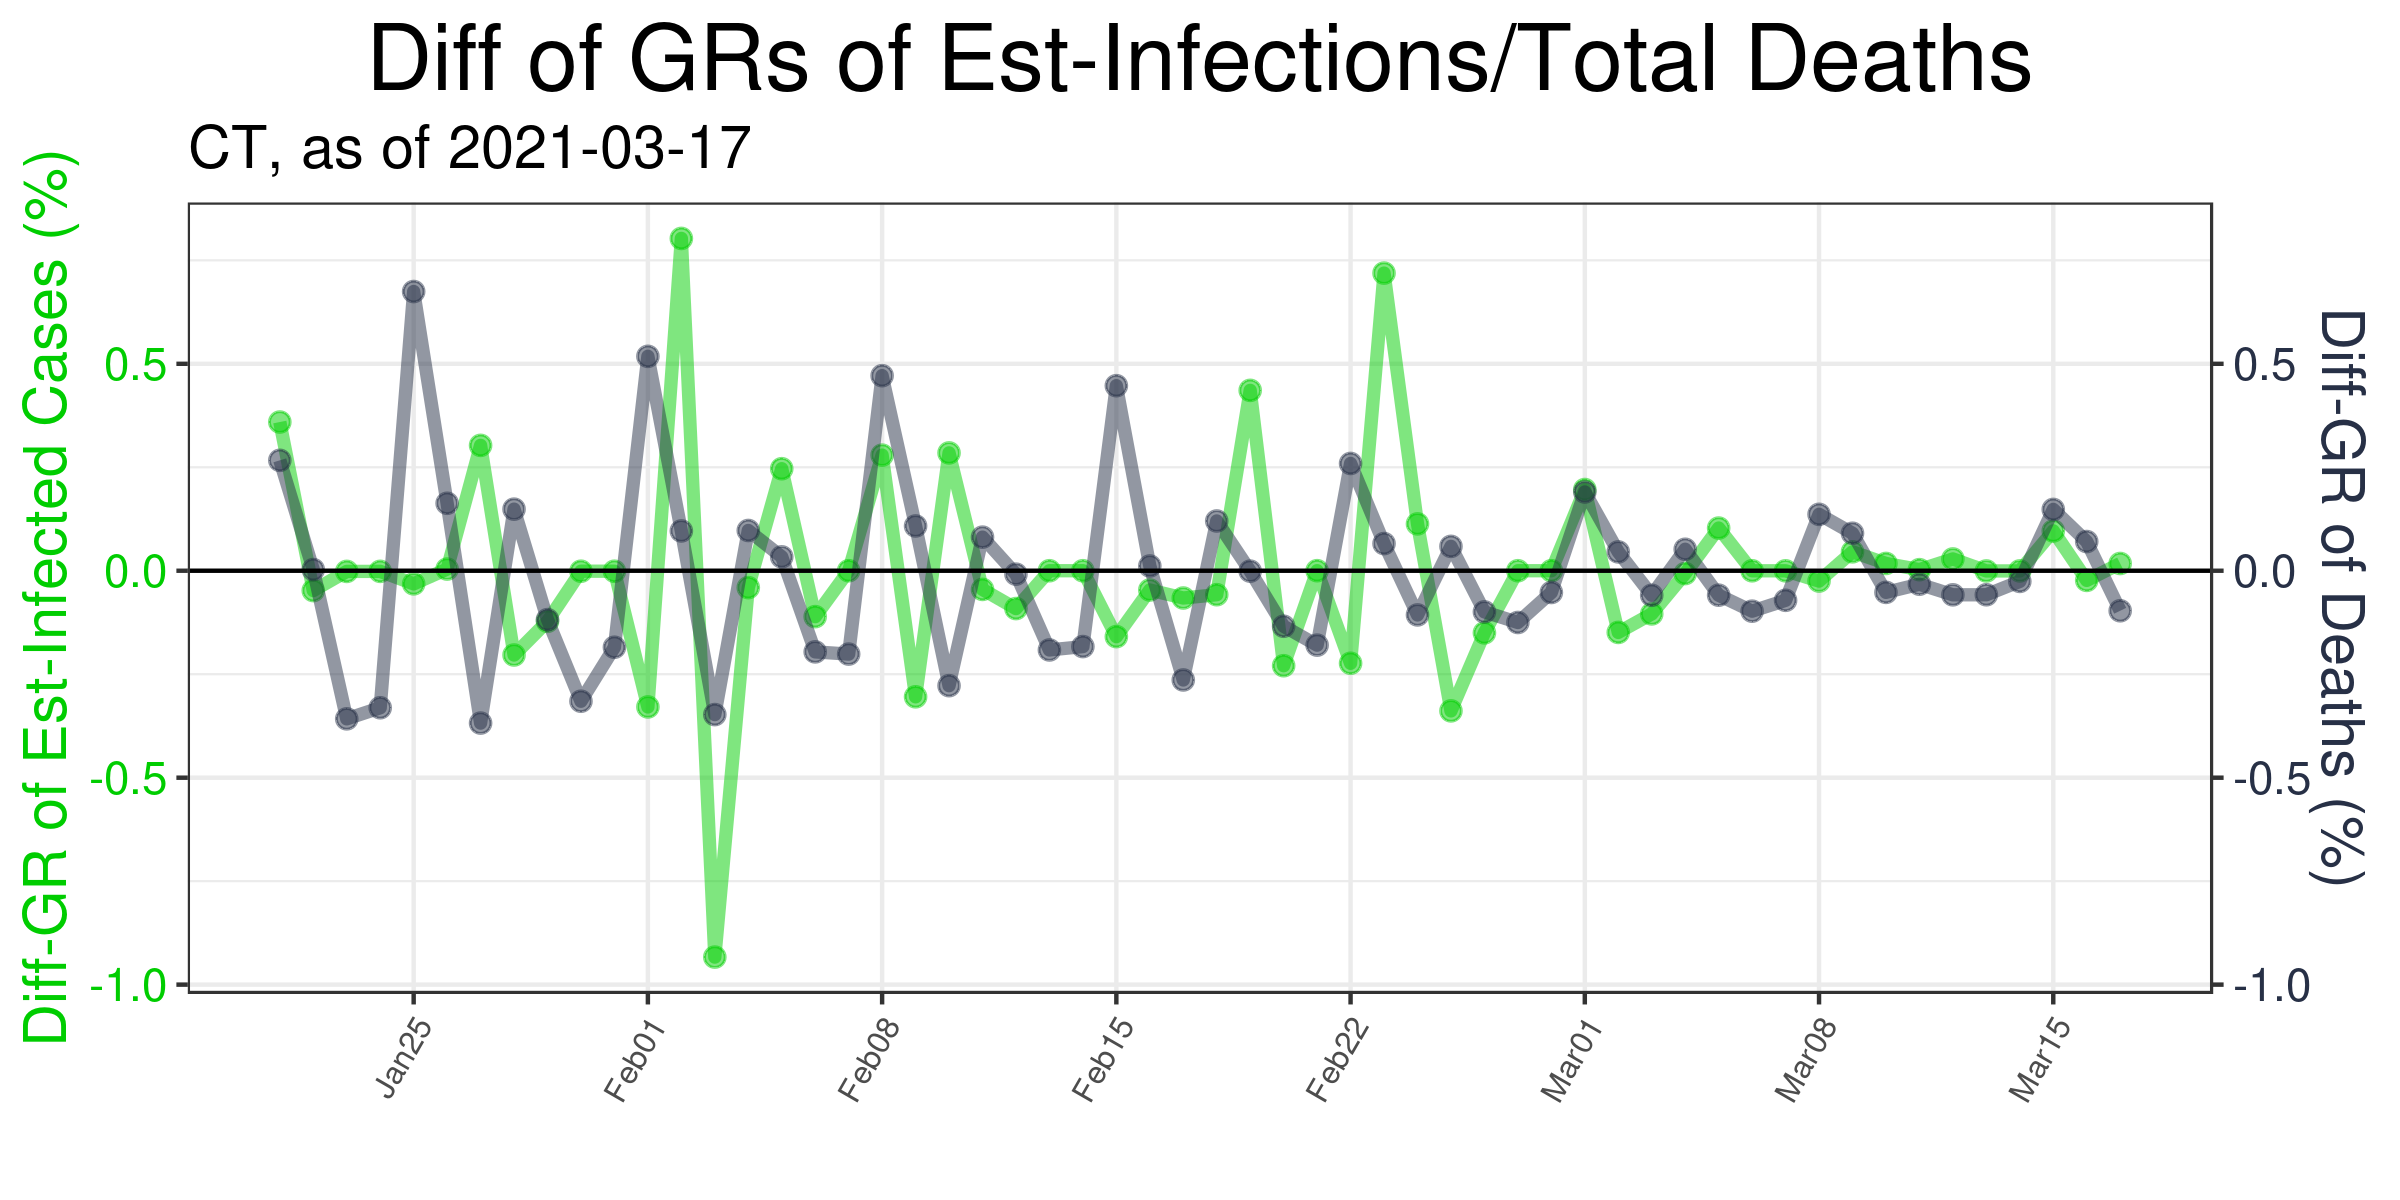 Diff of GRs of Est-Infections/Total Deaths
CT, as of 2021-03-17
Diff-GR of Est-Infected Cases (%)
0.5
0.0
-0.5
-1.0
0.5
0.0
-0.5
-1.0
Diff-GR of Deaths (%)
Jan25
Feb01
Feb08
Feb15
Feb22
Mar01
Mar08
Mar15